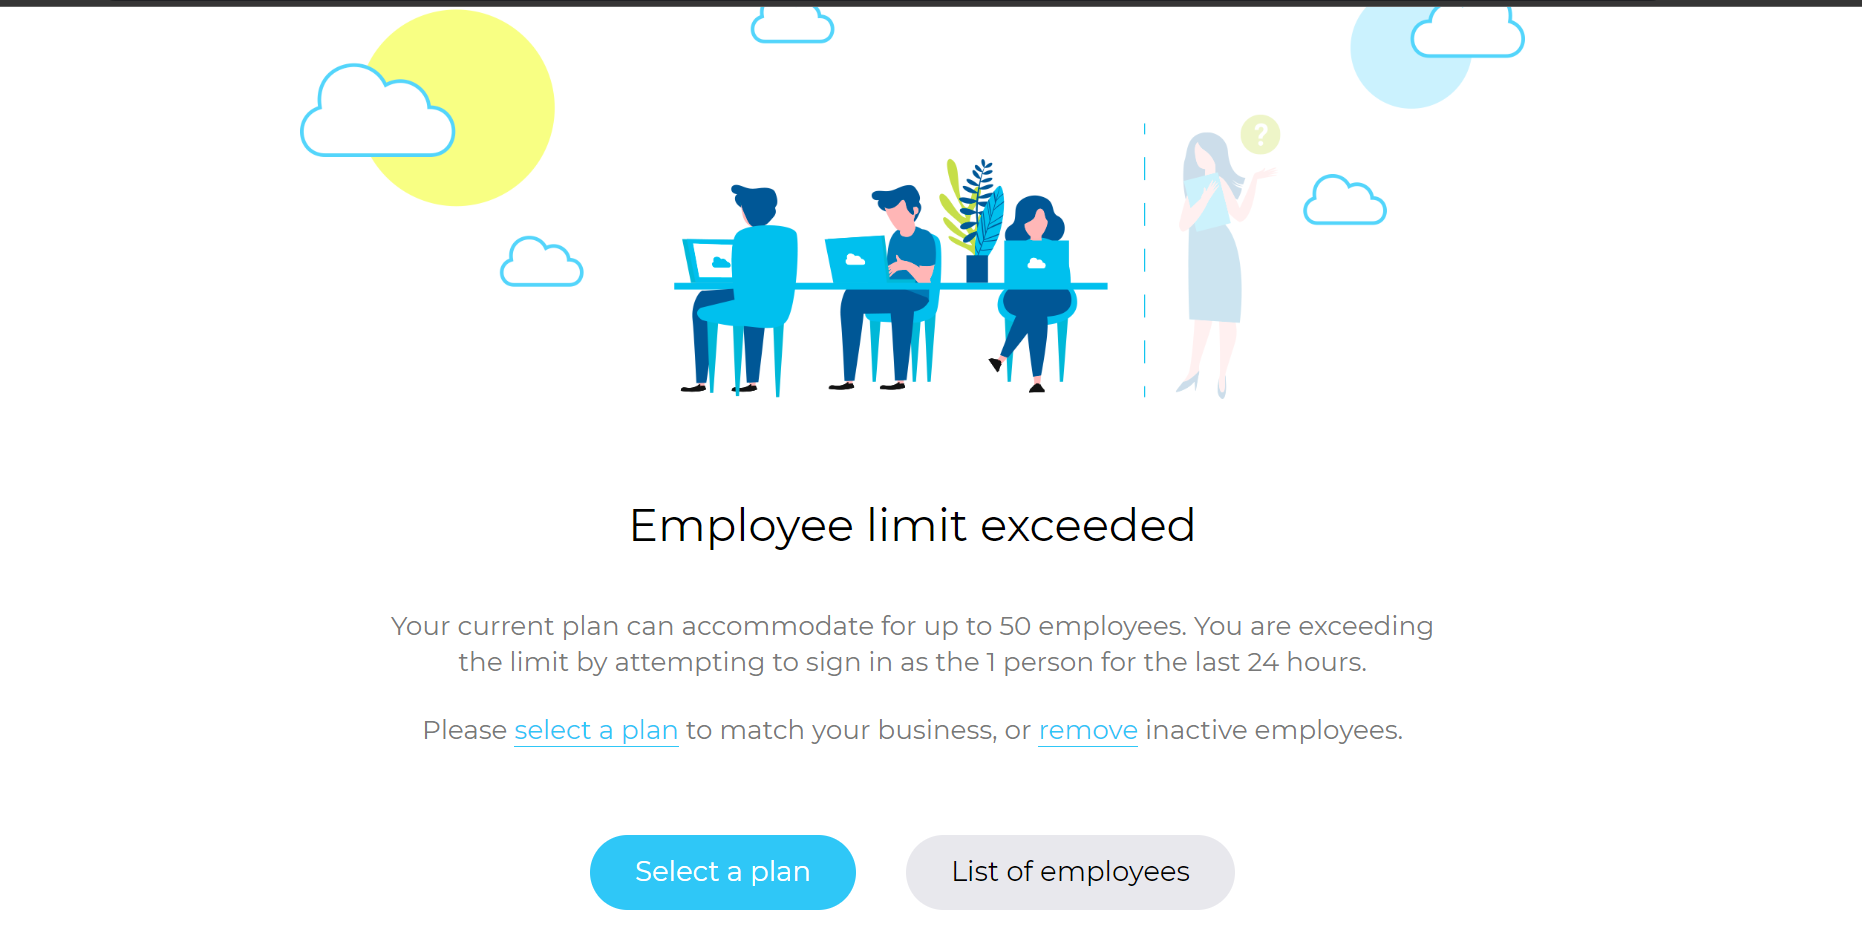 ?
Employee limit exceeded
Your current plan can accommodate for up to 50 employees. You are exceeding
the limit by attempting to sign in as the 1 person for the last 24 hours.
Please select a plan to match your business, or remove inactive employees.
Select a plan
List of employees